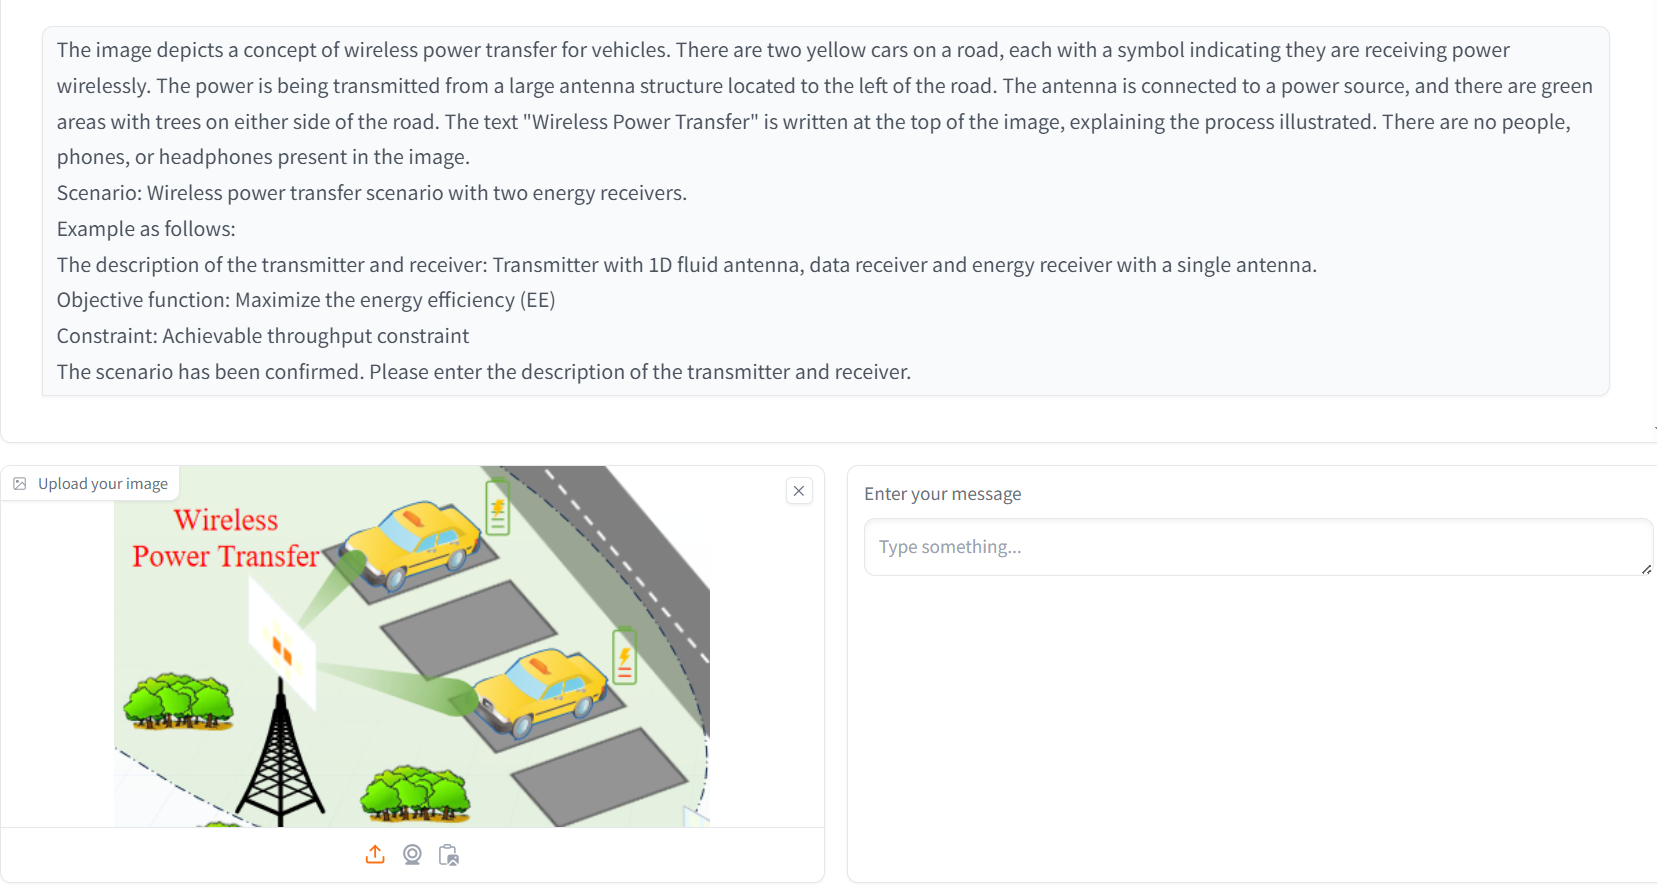 The image depicts a concept of wireless power transfer for vehicles. There are two yellow cars on a road, each with a symbol indicating they are receiving power
wirelessly. The power is being transmitted from a large antenna structure located to the left of the road. The antenna is connected to a power source, and there are green
areas with trees on either side of the road. The text "Wireless Power Transfer" is written at the top of the image, explaining the process illustrated. There are no people,
phones, or headphones present in the image.
Scenario: Wireless power transfer scenario with two energy receivers.
Example as follows:
The description of the transmitter and receiver: Transmitter with 1D fluid antenna, data receiver and energy receiver with a single antenna.
Objective function: Maximize the energy efficiency (EE)
Constraint: Achievable throughput constraint
The scenario has been confirmed. Please enter the description of the transmitter and receiver.
Upload your image
Wireless
Power Transfer
Enter your message
Type something...